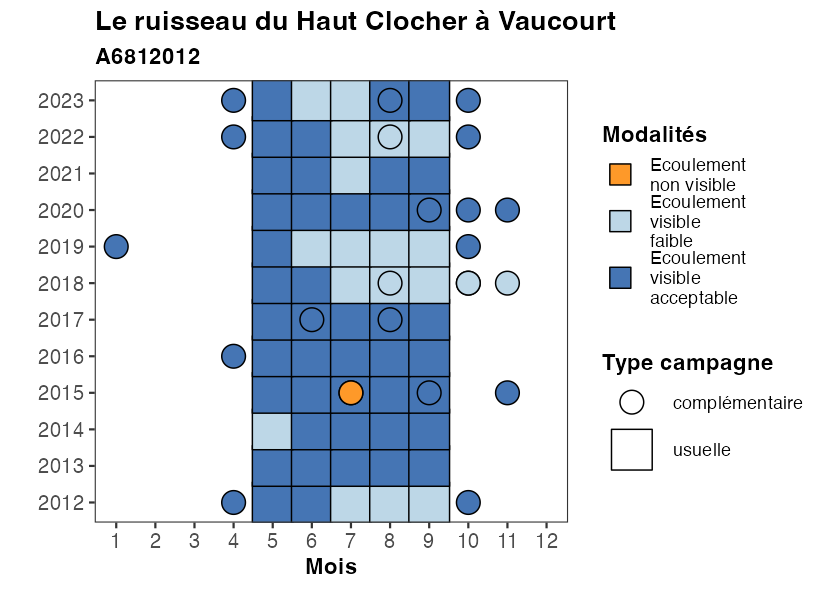 Le ruisseau du Haut Clocher à Vaucourt
A6812012
2023
2022
2021
2020
2019
2018
2017
2016
2015
2014
2013
2012
1 2 3 4 5 6 7 8 9 10 11 12
Mois
Modalités
Ecoulement
non visible
Ecoulement
visible
faible
Ecoulement
visible
acceptable
Type campagne
complémentaire
usuelle